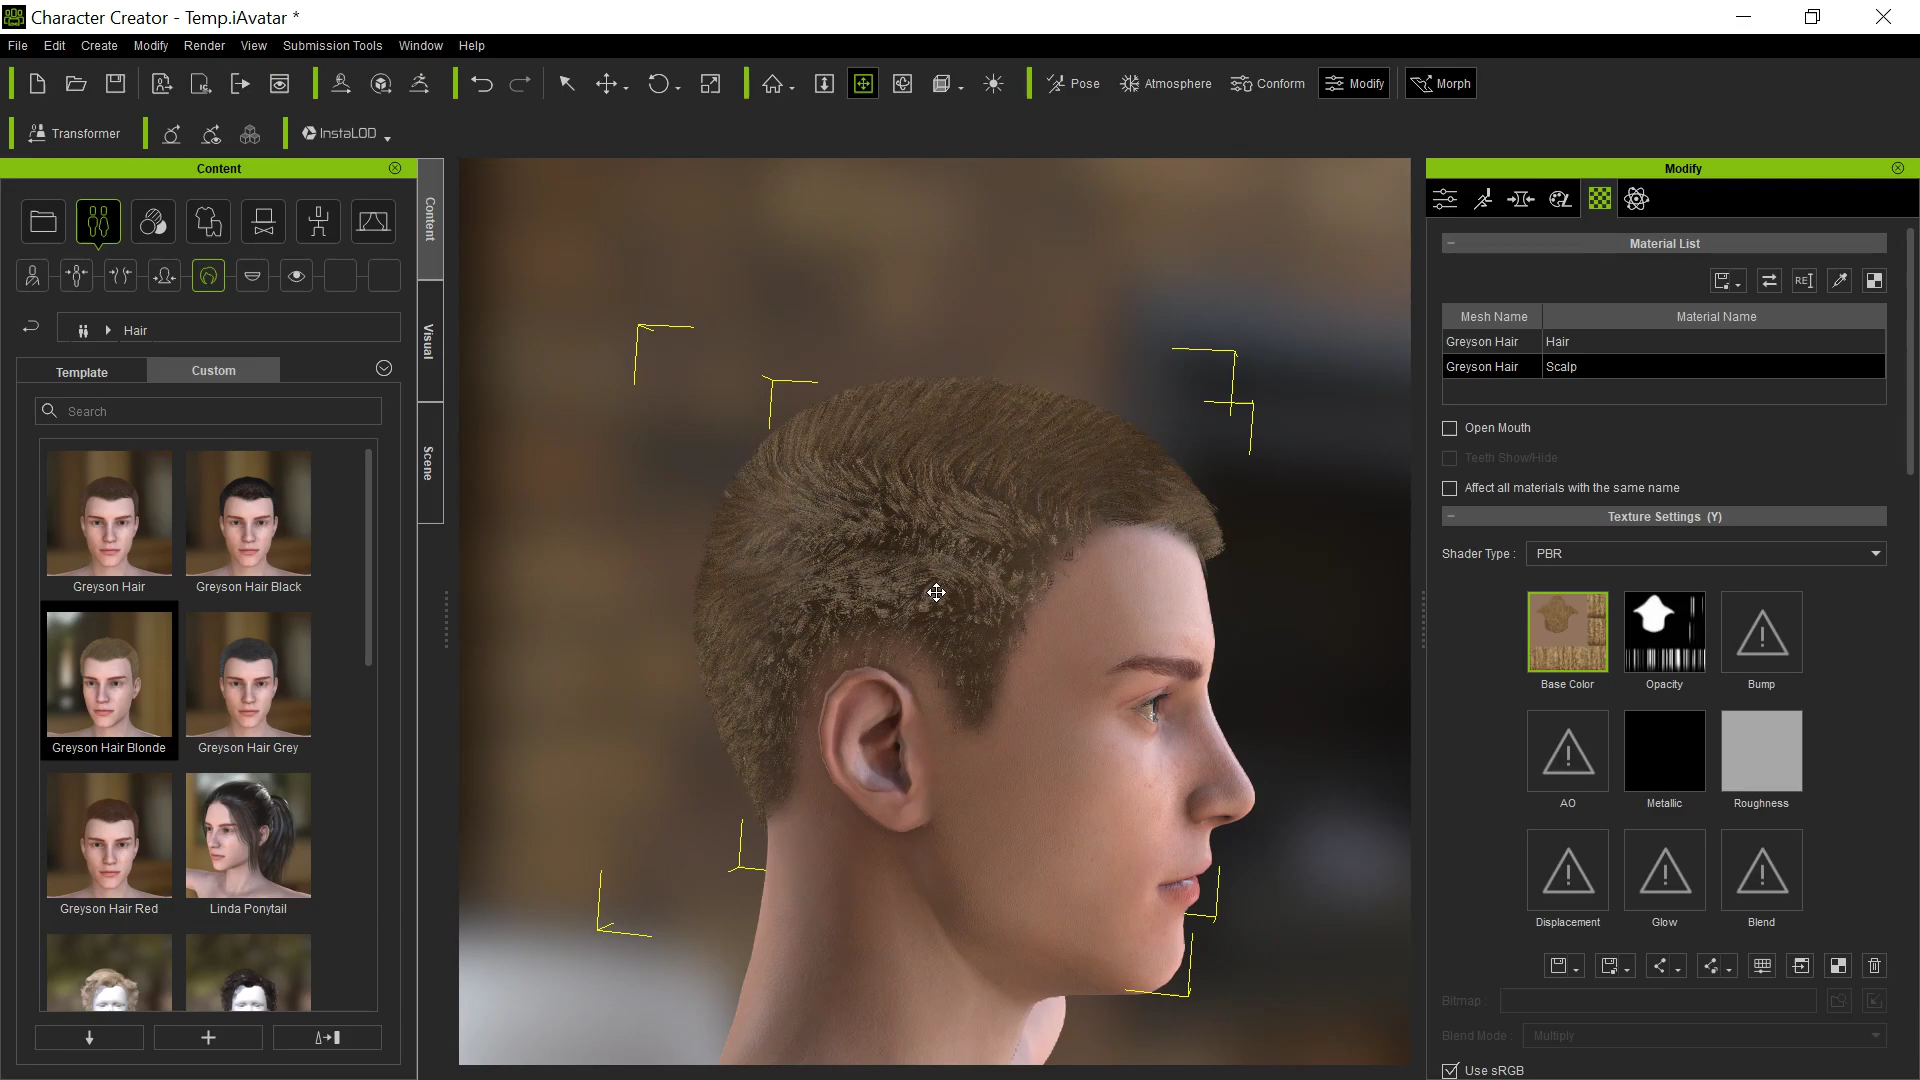 Character Creator - Temp.iAvatar *
File Edit Create Modify Render View Submission Tools Window Help
Pose Atmosphere Conform Modify Morph
Transformer InstaLOD
Content
Modify
Content
Visual
Scene
Hair
Template Custom
Search
Greyson Hair Greyson Hair Black
Greyson Hair Blonde Greyson Hair Grey
Greyson Hair Red Linda Ponytail
Material List
RE
Mesh Name Material Name
Greyson Hair Hair
Greyson Hair Scalp
Open Mouth
Teeth Show/Hide
Affect all materials with the same name
Texture Settings (Y)
Shader Type : PBR
Base Color Opacity Bump
AO Metallic Roughness
Displacement Glow Blend
Bitmap :
Blend Mode : Multiply
Use sRGB